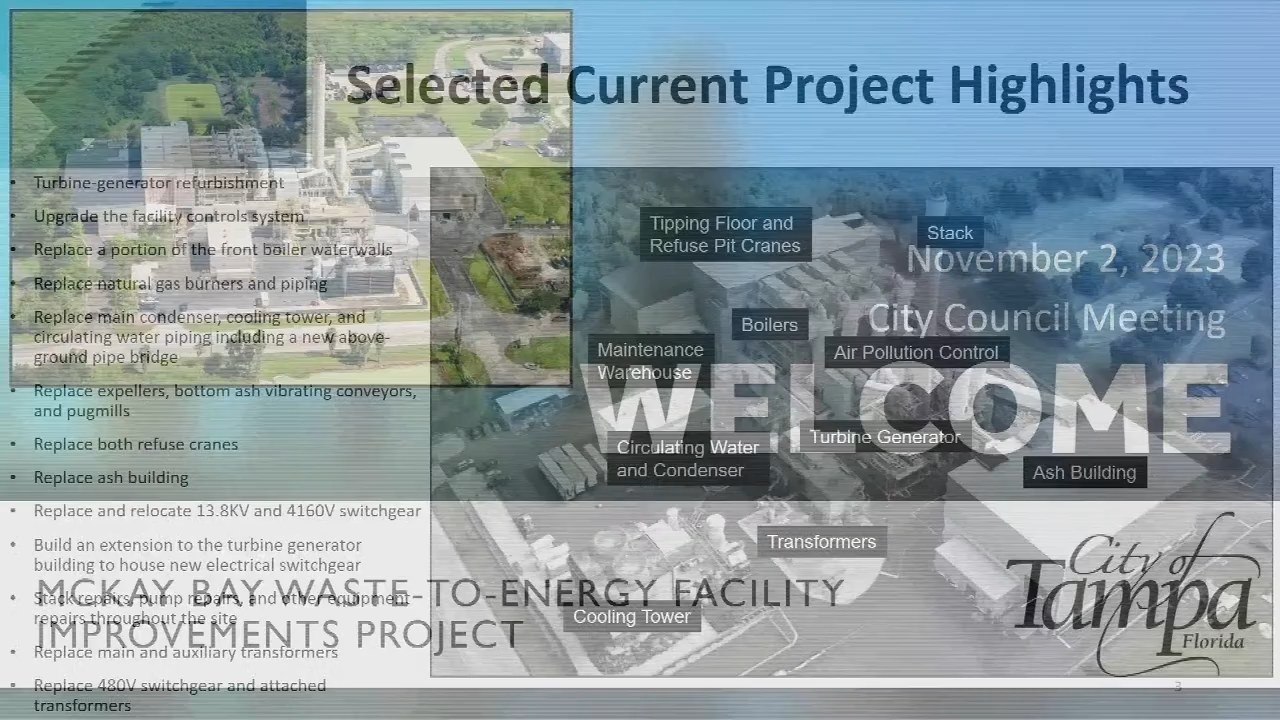 Selected Current Project Highlights
• Turbine-generator refurbishment
• Upgrade the facility controls system
• Replace a portion of the front boiler waterwalls
• Replace natural gas burners and piping
• Replace main condenser, cooling tower, and
circulating water piping including a new above-
ground pipe bridge
• Replace expellers, bottom ash vibrating conveyors,
and pugmills
• Replace both refuse cranes
• Replace ash building
• Replace and relocate 13.8KV and 4160V switchgear
• Build an extension to the turbine generator
building to house new electrical switchgear
• Stack repairs, pump repairs, and other equipment
repairs throughout the site
• Replace main and auxiliary transformers
• Replace 480V switchgear and attached
transformers
Tipping Floor and
Refuse Pit Cranes
Stack
Boilers
Maintenance
Warehouse
Air Pollution Control
Circulating Water
and Condenser
Turbine Generator
Ash Building
Transformers
Cooling Tower
November 2, 2023
City Council Meeting
WELCOME
MCKAY BAY WASTE-TO-ENERGY FACILITY
IMPROVEMENTS PROJECT
City of
Tampa
Florida
3